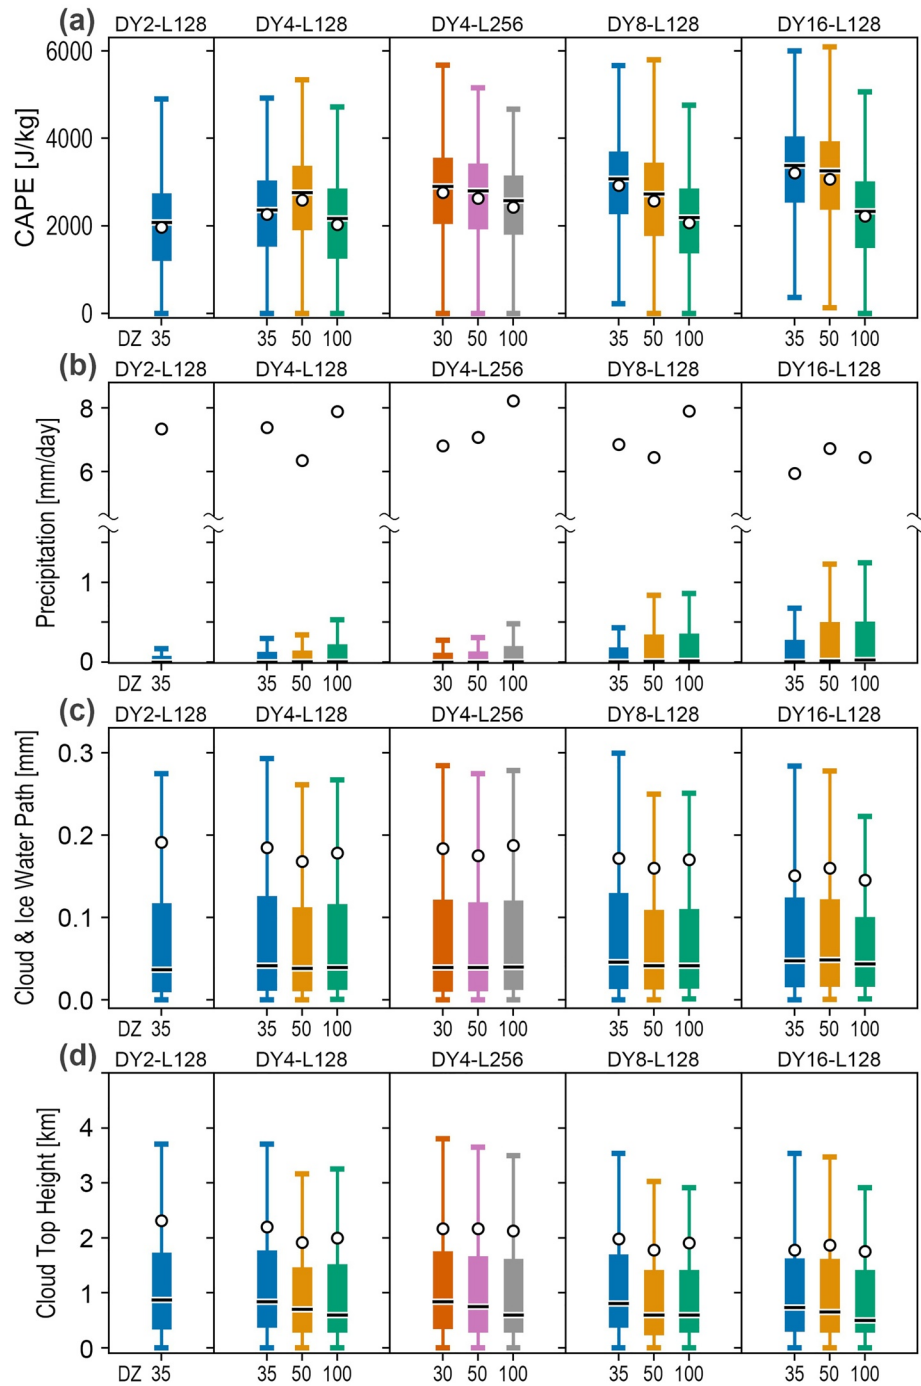 (a)
DY2-L128 DY4-L128 DY4-L256 DY8-L128 DY16-L128
CAPE [J/kg]
6000
4000
2000
0
DZ 35 35 50 100 30 50 100 35 50 100 35 50 100
(b)
DY2-L128 DY4-L128 DY4-L256 DY8-L128 DY16-L128
Precipitation [mm/day]
8
6
1
0
DZ 35 35 50 100 30 50 100 35 50 100 35 50 100
(c)
DY2-L128 DY4-L128 DY4-L256 DY8-L128 DY16-L128
Cloud & Ice Water Path [mm]
0.3
0.2
0.1
0.0
DZ 35 35 50 100 30 50 100 35 50 100 35 50 100
(d)
DY2-L128 DY4-L128 DY4-L256 DY8-L128 DY16-L128
Cloud Top Height [km]
4
3
2
1
0
DZ 35 35 50 100 30 50 100 35 50 100 35 50 100